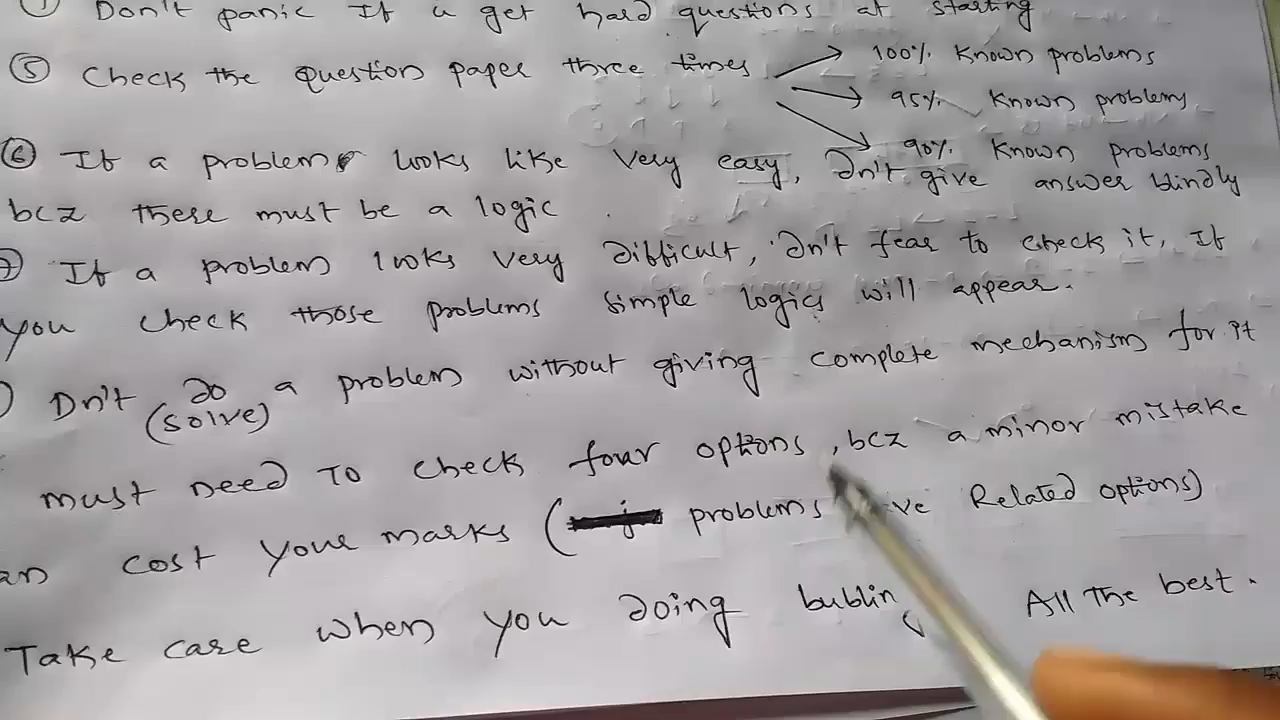 Don't panic If u get hard questions at starting
⑤ Check the question paper three times → 100% Known problems
→ 95% Known problems
→ 90% Known problems
⑥ If a problem looks like very easy, Dn't give answer blindly
bcz there must be a logic
If a problem looks very difficult, Dn't fear to check it, If
you check those problems simple logics will appear.
Dn't do a problem without giving complete mechanism for it
(solve)
must need To check four options, bcz a minor mistake
an cost your marks ( problems ve Related options)
Take care when you doing bublin All the best.